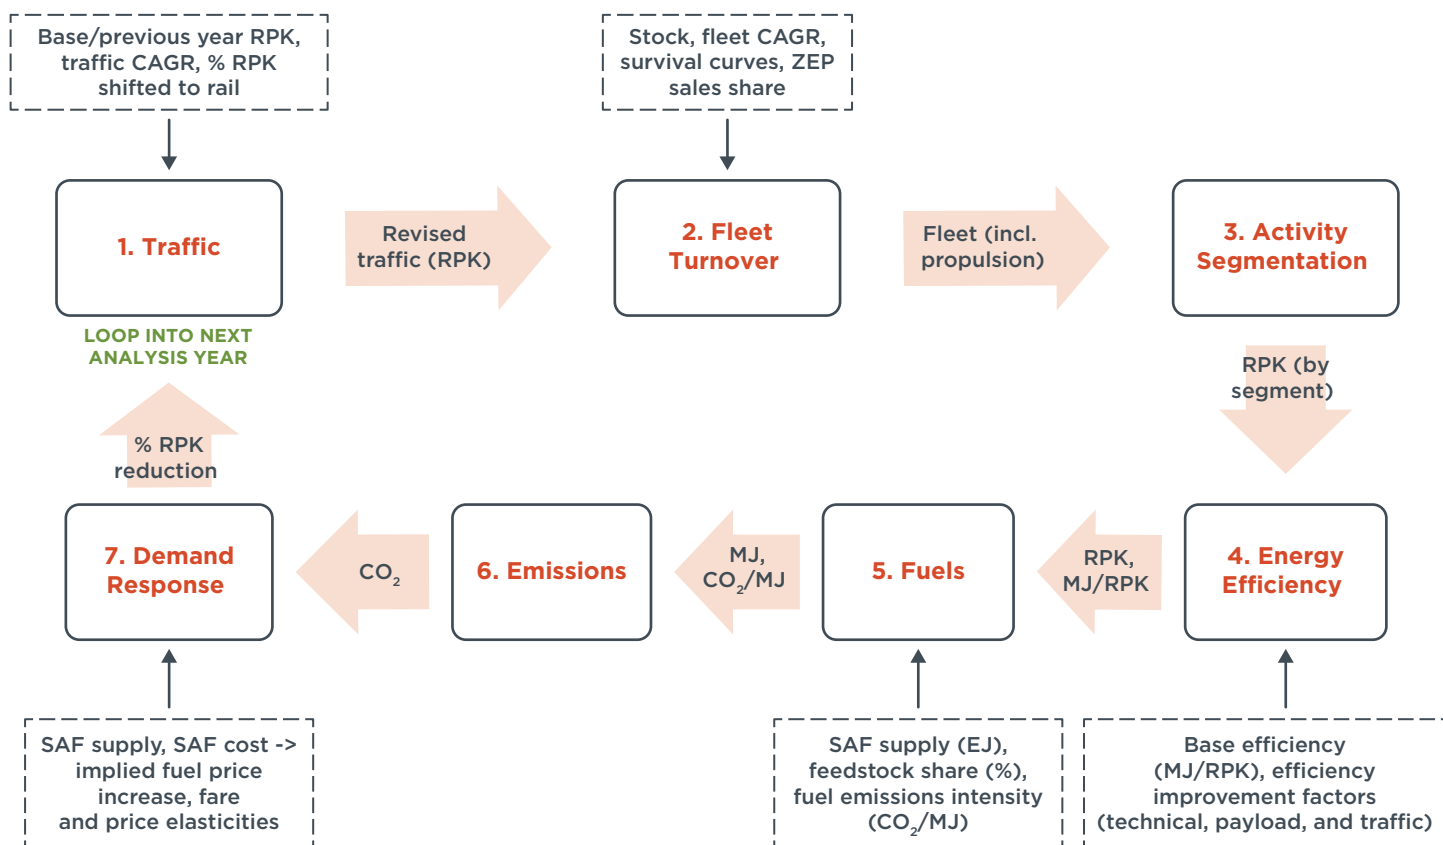 Base/previous year RPK,
traffic CAGR, % RPK
shifted to rail
Stock, fleet CAGR,
survival curves, ZEP
sales share
1. Traffic
Revised
traffic (RPK)
2. Fleet
Turnover
Fleet (incl.
propulsion)
3. Activity
Segmentation
LOOP INTO NEXT
ANALYSIS YEAR
RPK (by
segment)
% RPK
reduction
7. Demand
Response
CO₂
6. Emissions
MJ,
CO₂/MJ
5. Fuels
RPK,
MJ/RPK
4. Energy
Efficiency
SAF supply, SAF cost ->
implied fuel price
increase, fare
and price elasticities
SAF supply (EJ),
feedstock share (%),
fuel emissions intensity
(CO₂/MJ)
Base efficiency
(MJ/RPK), efficiency
improvement factors
(technical, payload, and traffic)